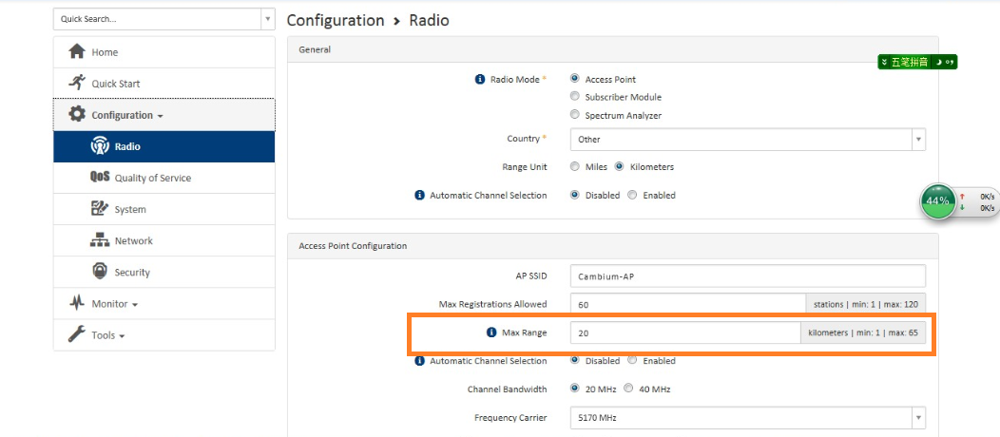 Quick Search...
Configuration > Radio
Home
Quick Start
Configuration
Radio
QoS Quality of Service
System
Network
Security
Monitor
Tools
General
五笔拼音
Radio Mode * Access Point
Subscriber Module
Spectrum Analyzer
Country * Other
Range Unit Miles Kilometers
Automatic Channel Selection Disabled Enabled
44% 0K/s
0K/s
Access Point Configuration
AP SSID Cambium-AP
Max Registrations Allowed 60 stations | min: 1 | max: 120
Max Range 20 kilometers | min: 1 | max: 65
Automatic Channel Selection Disabled Enabled
Channel Bandwidth 20 MHz 40 MHz
Frequency Carrier 5170 MHz